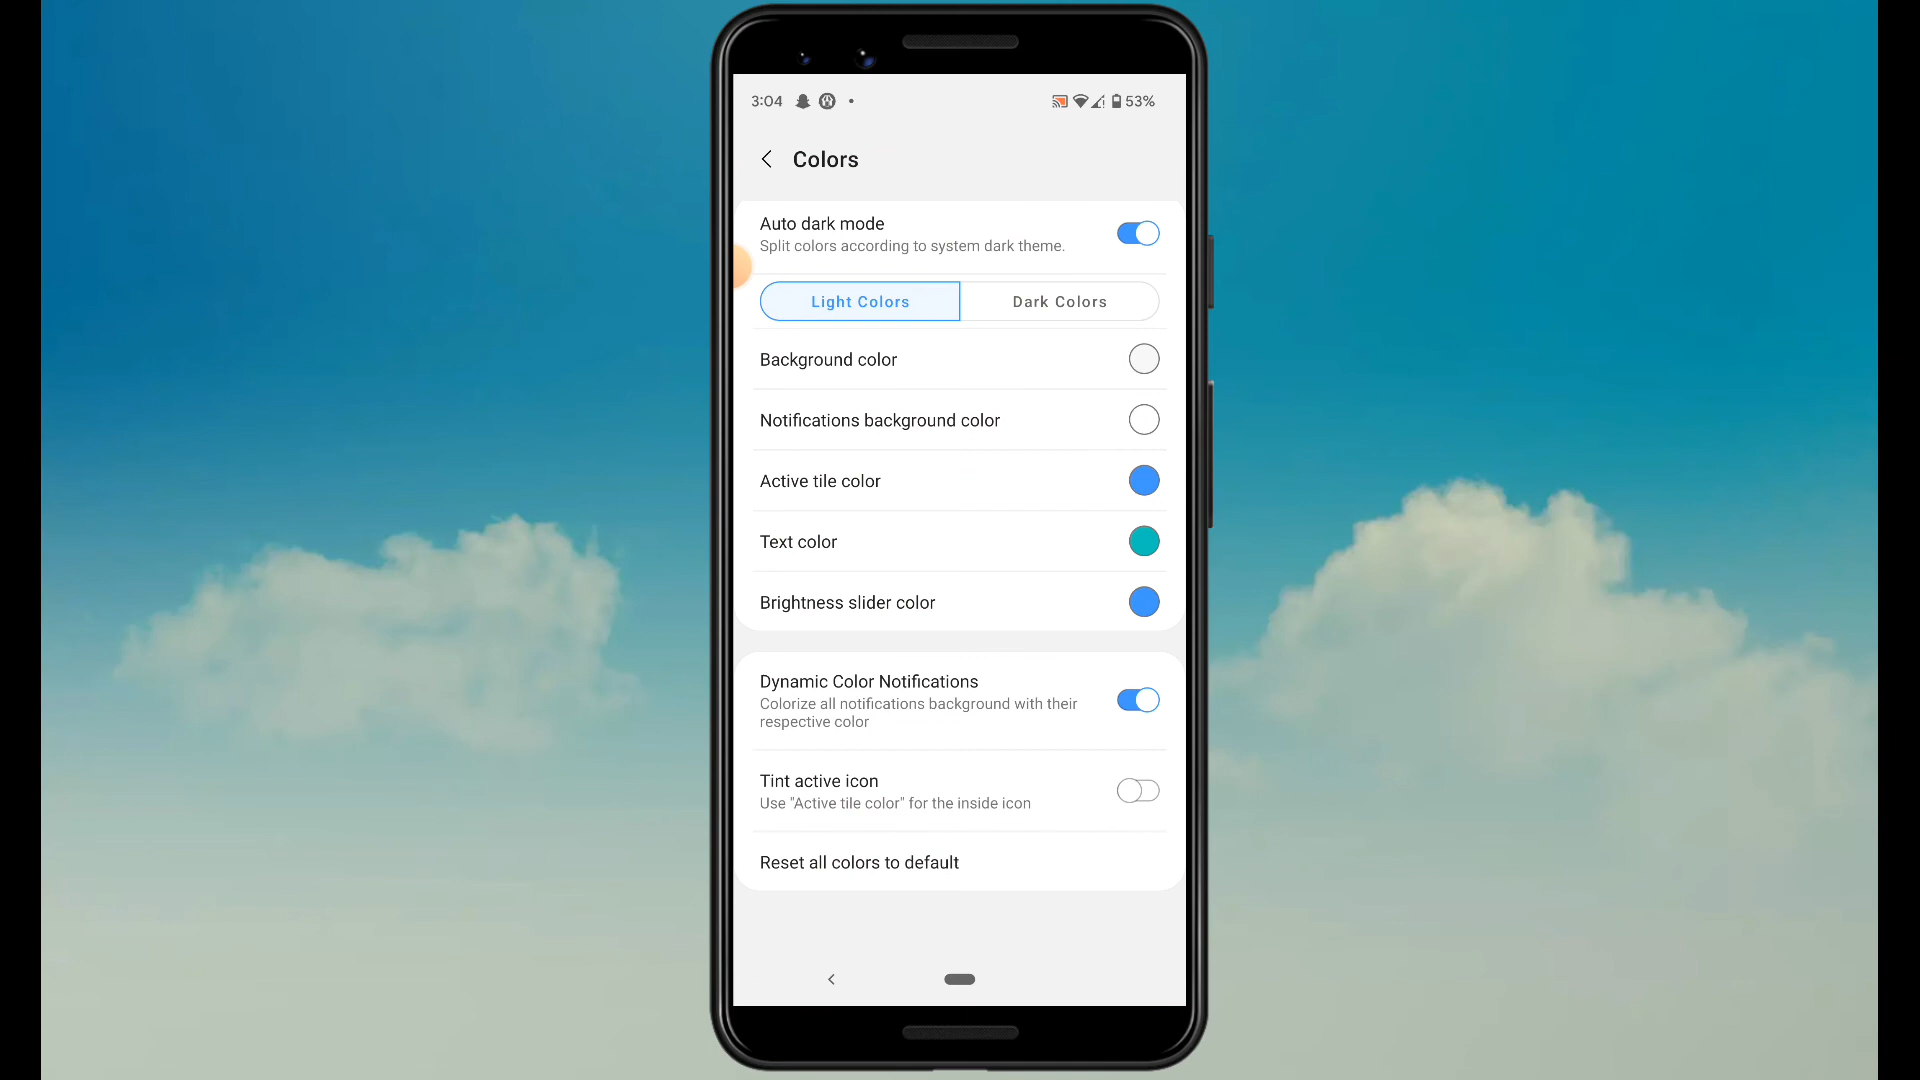 3:04
53%
Colors
Auto dark mode
Split colors according to system dark theme.
Light Colors
Dark Colors
Background color
Notifications background color
Active tile color
Text color
Brightness slider color
Dynamic Color Notifications
Colorize all notifications background with their
respective color
Tint active icon
Use "Active tile color" for the inside icon
Reset all colors to default